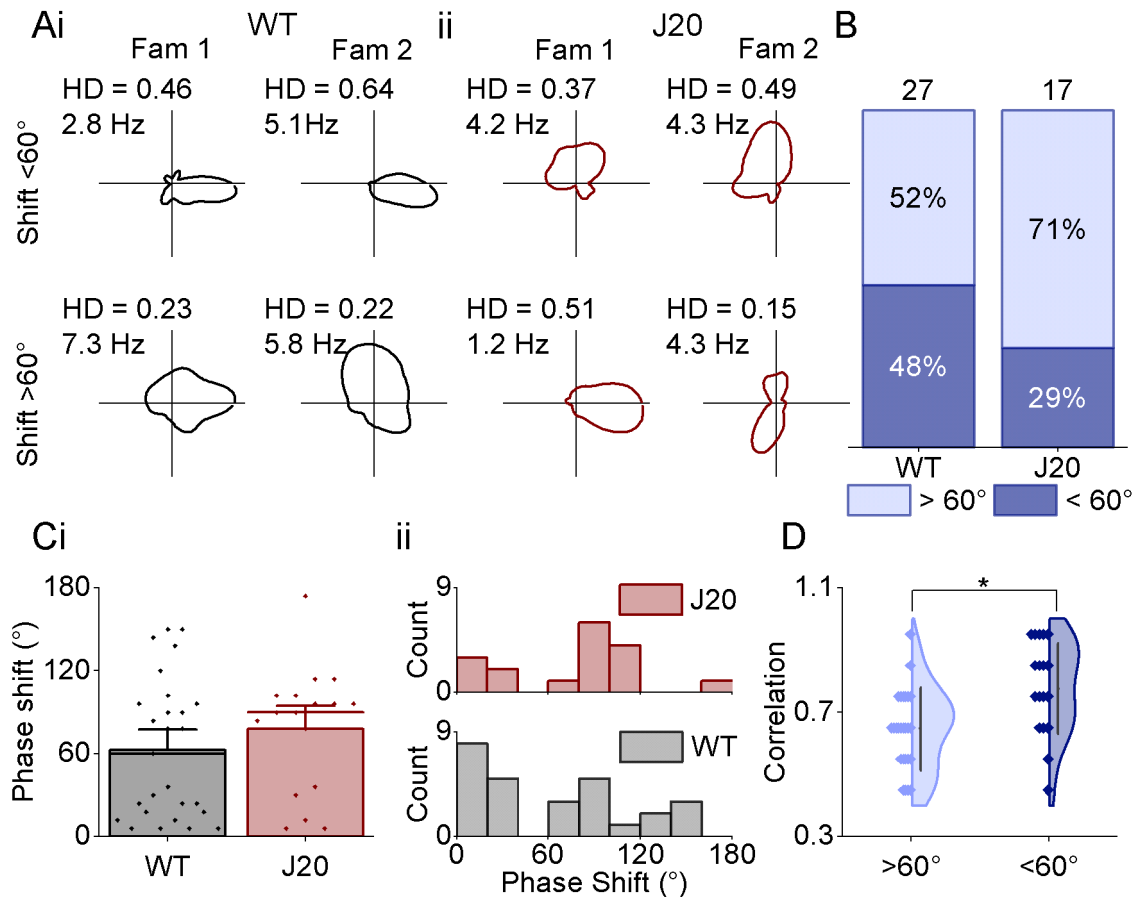 Ai WT ii J20 B
Fam 1 Fam 2 Fam 1 Fam 2
HD = 0.46 HD = 0.64 HD = 0.37 HD = 0.49
2.8 Hz 5.1Hz 4.2 Hz 4.3 Hz
Shift <60°
HD = 0.23 HD = 0.22 HD = 0.51 HD = 0.15
7.3 Hz 5.8 Hz 1.2 Hz 4.3 Hz
Shift >60°
27 17
52% 71%
48% 29%
WT J20
> 60° < 60°
Ci ii D
Phase shift (°)
180
120
60
0
WT J20
J20
Count
9
0
WT
Count
9
0
0 60 120 180
Phase Shift (°)
Correlation
1.1
0.7
0.3
*
>60° <60°